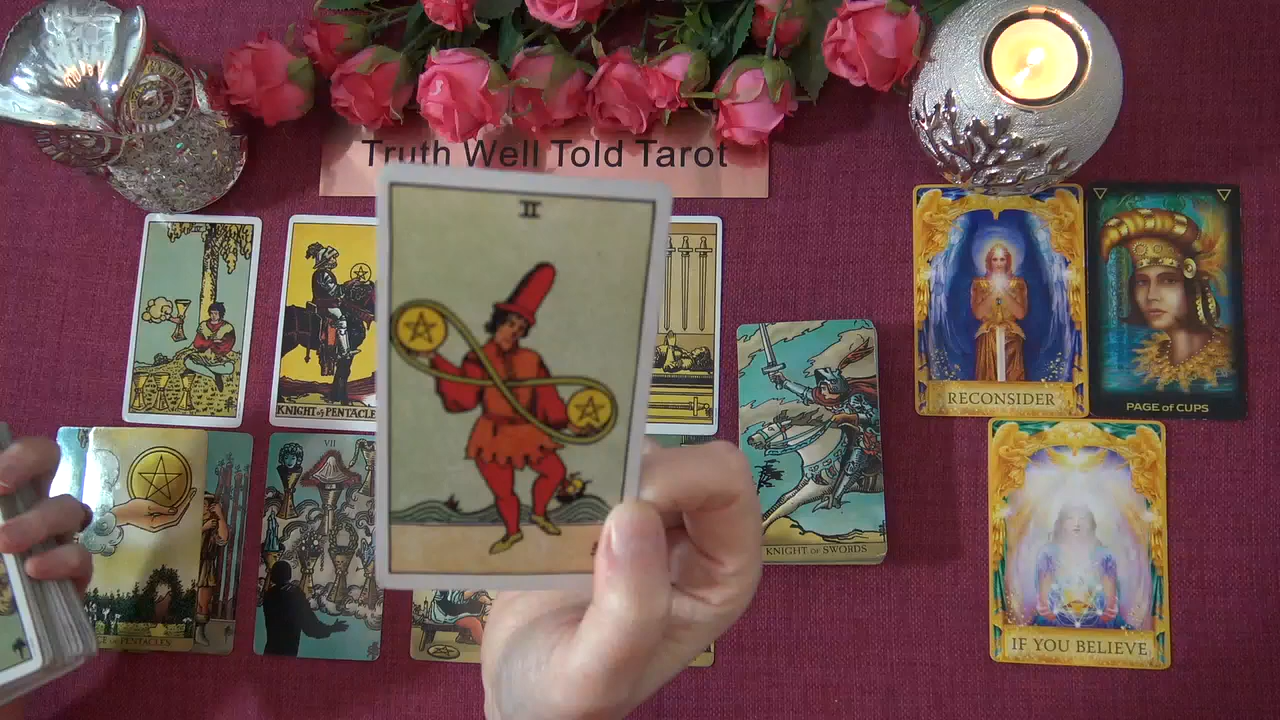 Truth Well Told Tarot
II
KNIGHT of PENTACLE
RECONSIDER
PAGE of CUPS
VII
KNIGHT OF SWORDS
PENTACLES
IF YOU BELIEVE